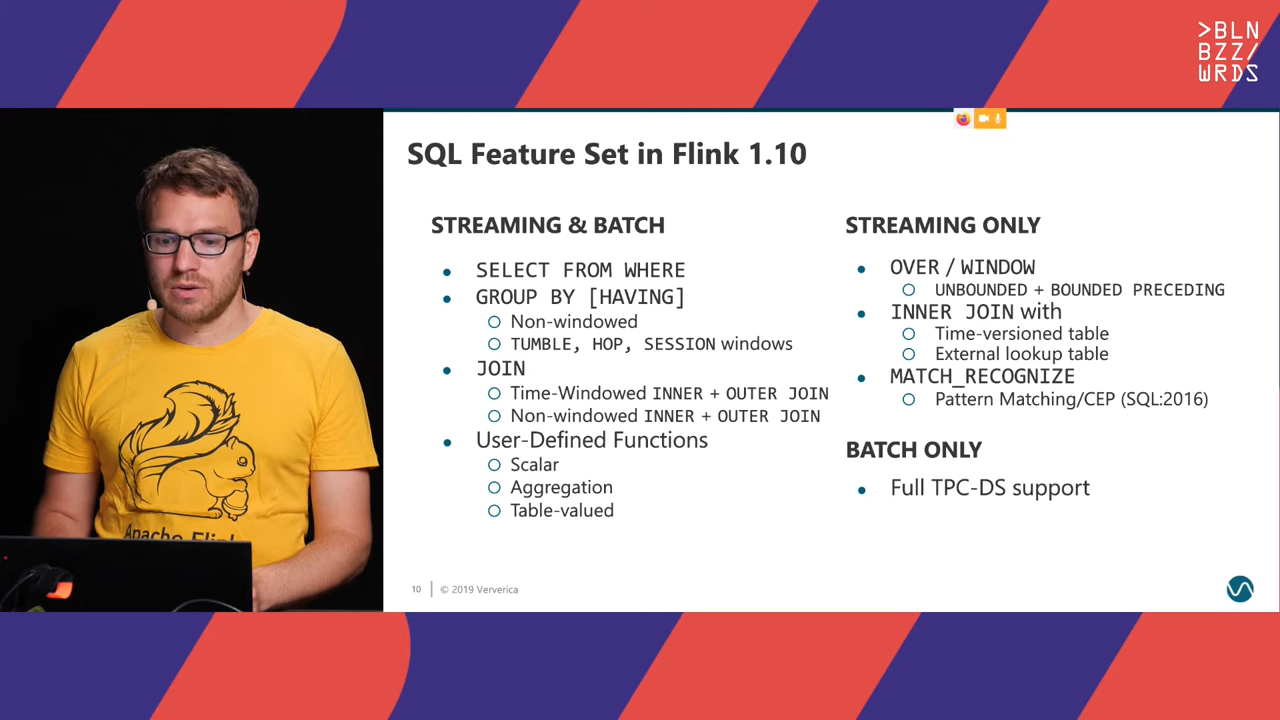 >BLN
BZZ/
WRDS
SQL Feature Set in Flink 1.10
STREAMING & BATCH
SELECT FROM WHERE
GROUP BY [HAVING]
Non-windowed
TUMBLE, HOP, SESSION windows
JOIN
Time-Windowed INNER + OUTER JOIN
Non-windowed INNER + OUTER JOIN
User-Defined Functions
Scalar
Aggregation
Table-valued
STREAMING ONLY
OVER / WINDOW
UNBOUNDED + BOUNDED PRECEDING
INNER JOIN with
Time-versioned table
External lookup table
MATCH_RECOGNIZE
Pattern Matching/CEP (SQL:2016)
BATCH ONLY
Full TPC-DS support
10 | © 2019 Ververica
Apache Flink